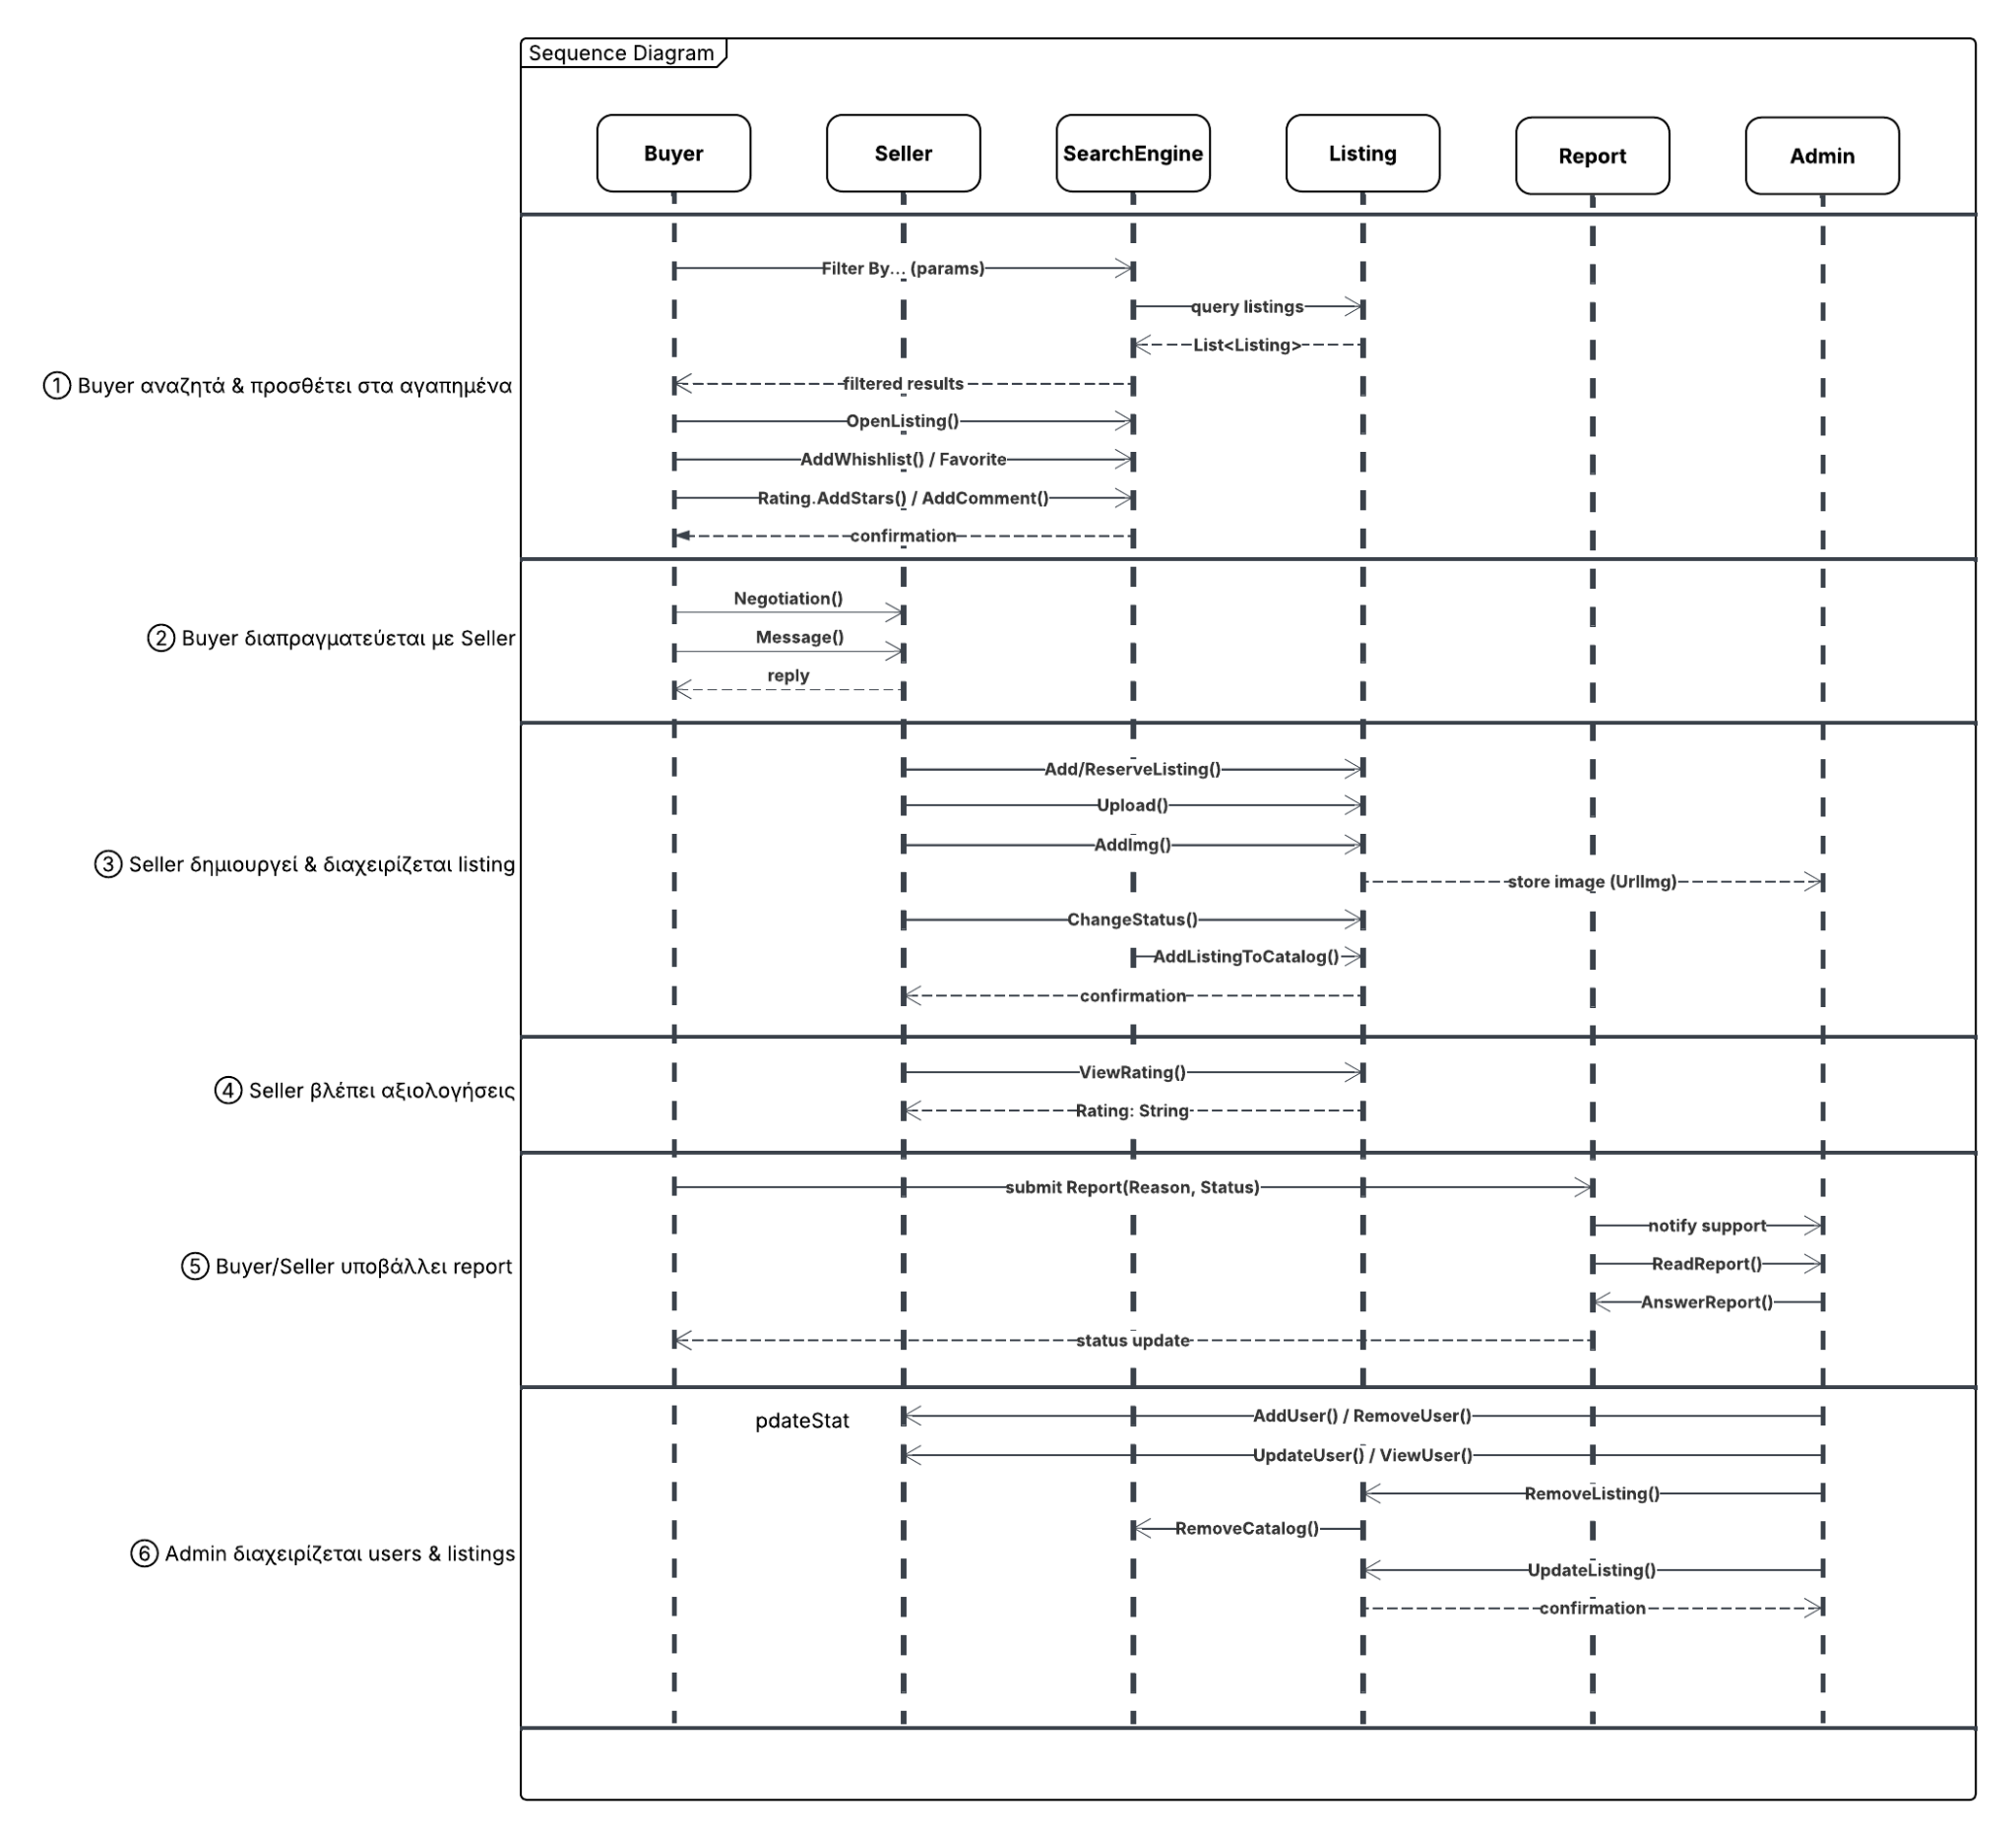 Sequence Diagram
Buyer
Seller
SearchEngine
Listing
Report
Admin
Filter By... (params)
query listings
List<Listing>
filtered results
① Buyer αναζητά & προσθέτει στα αγαπημένα
OpenListing()
AddWhishlist() / Favorite
Rating.AddStars() / AddComment()
confirmation
Negotiation()
② Buyer διαπραγματεύεται με Seller
Message()
reply
Add/ReserveListing()
Upload()
AddImg()
③ Seller δημιουργεί & διαχειρίζεται listing
store image (UrlImg)
ChangeStatus()
AddListingToCatalog()
confirmation
ViewRating()
④ Seller βλέπει αξιολογήσεις
Rating: String
submit Report(Reason, Status)
notify support
⑤ Buyer/Seller υποβάλλει report
ReadReport()
AnswerReport()
status update
pdateStat
AddUser() / RemoveUser()
UpdateUser() / ViewUser()
RemoveListing()
RemoveCatalog()
⑥ Admin διαχειρίζεται users & listings
UpdateListing()
confirmation